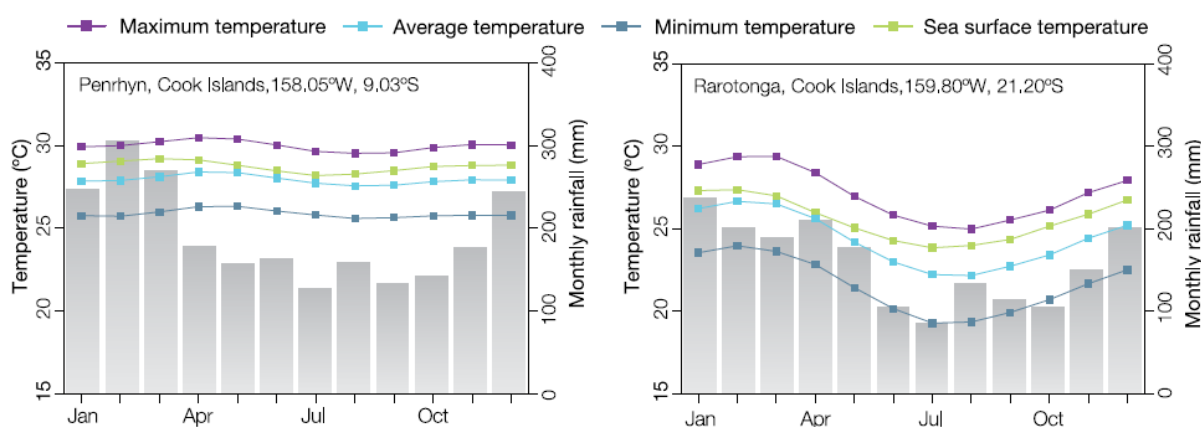 Maximum temperature Average temperature Minimum temperature Sea surface temperature
Penrhyn, Cook Islands,158.05ºW, 9.03ºS
Temperature (°C)
35
30
25
20
15
Monthly rainfall (mm)
400
300
200
100
0
Jan Apr Jul Oct
Rarotonga, Cook Islands,159.80ºW, 21.20ºS
Temperature (°C)
35
30
25
20
15
Monthly rainfall (mm)
400
300
200
100
0
Jan Apr Jul Oct